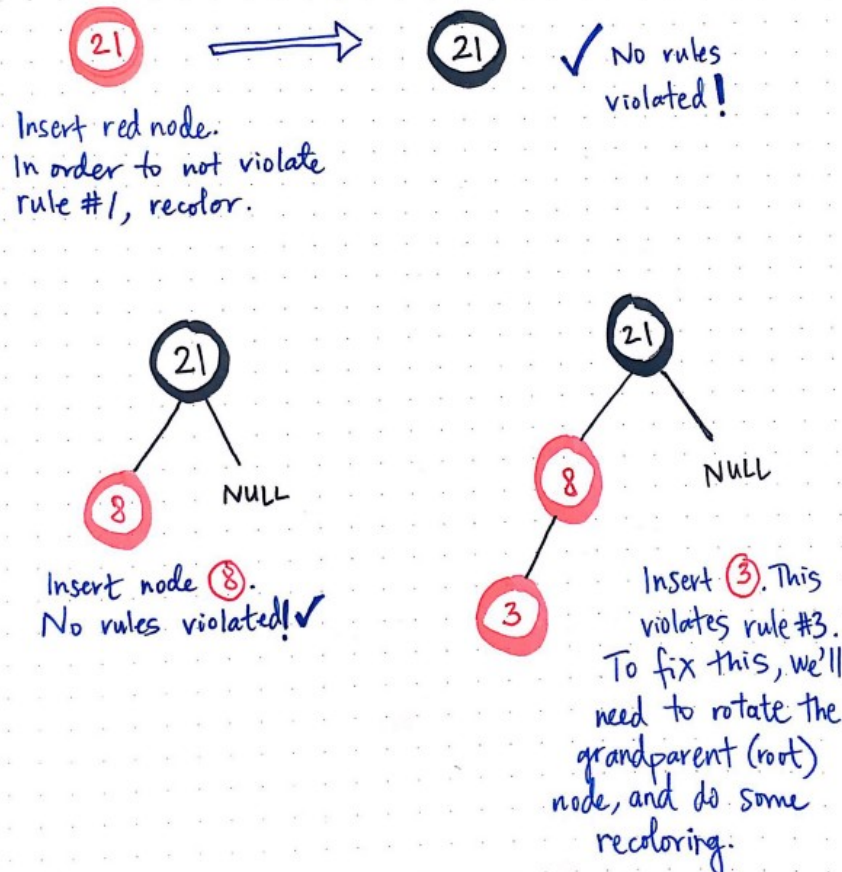 21
21
✓ No rules
violated!
Insert red node.
In order to not violate
rule #1, recolor.
21
8
NULL
Insert node 8.
No rules violated! ✓
21
8
NULL
3
Insert 3. This
violates rule #3.
To fix this, we'll
need to rotate the
grandparent (root)
node, and do some
recoloring.